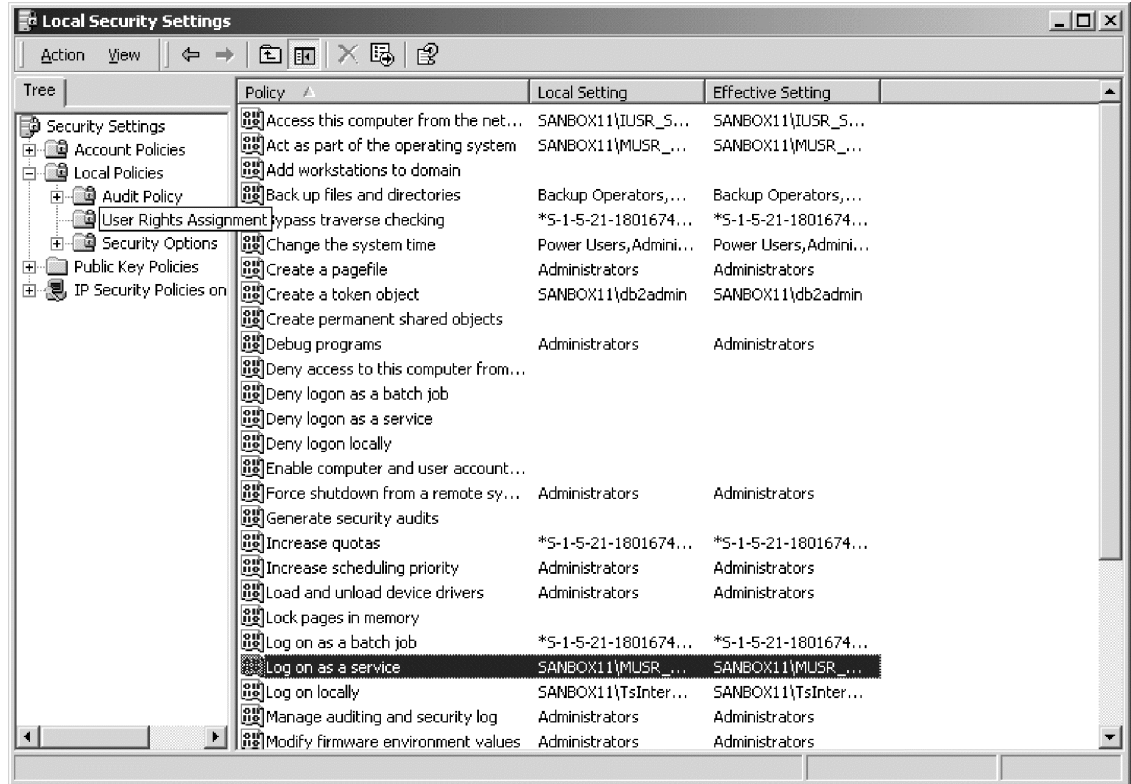 Local Security Settings
Action View
Tree
Policy Local Setting Effective Setting
Security Settings
Account Policies
Local Policies
Audit Policy
User Rights Assignment
Security Options
Public Key Policies
IP Security Policies on
Access this computer from the net... SANBOX11\IUSR_S... SANBOX11\IUSR_S...
Act as part of the operating system SANBOX11\MUSR_... SANBOX11\MUSR_...
Add workstations to domain
Back up files and directories Backup Operators,... Backup Operators,...
ypass traverse checking *S-1-5-21-1801674... *S-1-5-21-1801674...
Change the system time Power Users,Admini... Power Users,Admini...
Create a pagefile Administrators Administrators
Create a token object SANBOX11\db2admin SANBOX11\db2admin
Create permanent shared objects
Debug programs Administrators Administrators
Deny access to this computer from...
Deny logon as a batch job
Deny logon as a service
Deny logon locally
Enable computer and user account...
Force shutdown from a remote sy... Administrators Administrators
Generate security audits
Increase quotas *S-1-5-21-1801674... *S-1-5-21-1801674...
Increase scheduling priority Administrators Administrators
Load and unload device drivers Administrators Administrators
Lock pages in memory
Log on as a batch job *S-1-5-21-1801674... *S-1-5-21-1801674...
Log on as a service SANBOX11\MUSR_... SANBOX11\MUSR_...
Log on locally SANBOX11\TsInter... SANBOX11\TsInter...
Manage auditing and security log Administrators Administrators
Modify firmware environment values Administrators Administrators